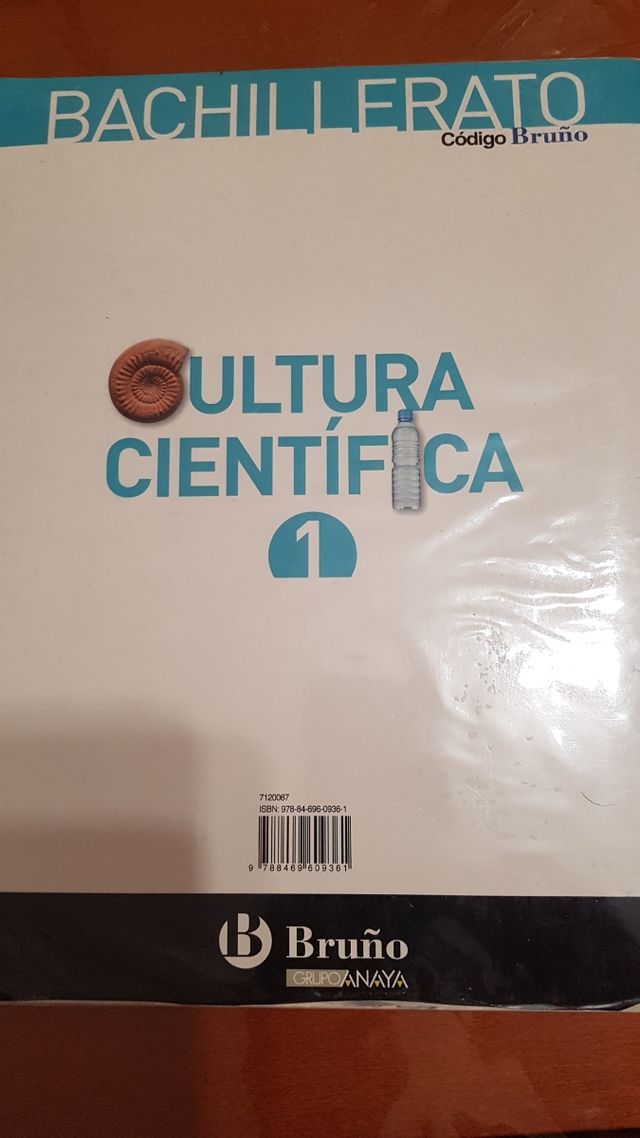 BACHILLERATO
Código Bruño
CULTURA
CIENTÍFICA
1
7120087
ISBN: 978-84-696-0936-1
9 788469 609361
B Bruño
GRUPO ANAYA